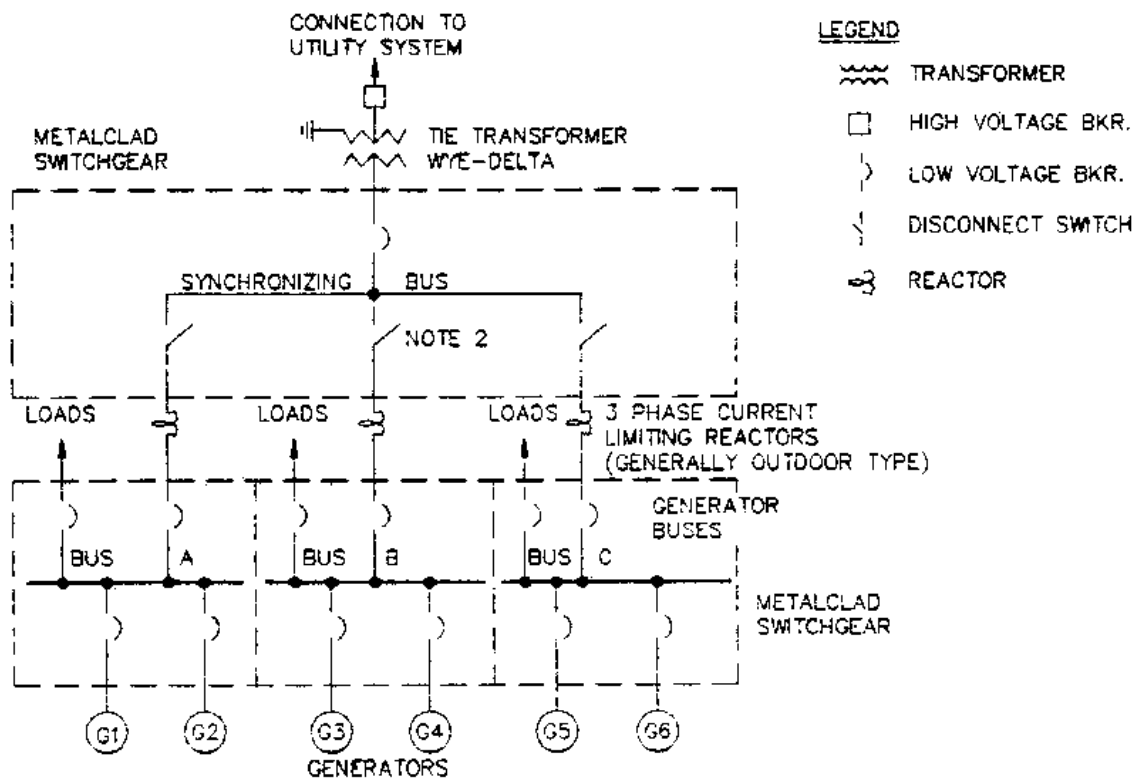 CONNECTION TO
UTILITY SYSTEM
METALCLAD
SWITCHGEAR
TIE TRANSFORMER
WYE-DELTA
LEGEND
TRANSFORMER
HIGH VOLTAGE BKR.
LOW VOLTAGE BKR.
DISCONNECT SWITCH
REACTOR
SYNCHRONIZING BUS
NOTE 2
LOADS
LOADS
LOADS
3 PHASE CURRENT
LIMITING REACTORS
(GENERALLY OUTDOOR TYPE)
GENERATOR
BUSES
BUS A
BUS B
BUS C
METALCLAD
SWITCHGEAR
G1
G2
G3
G4
G5
G6
GENERATORS